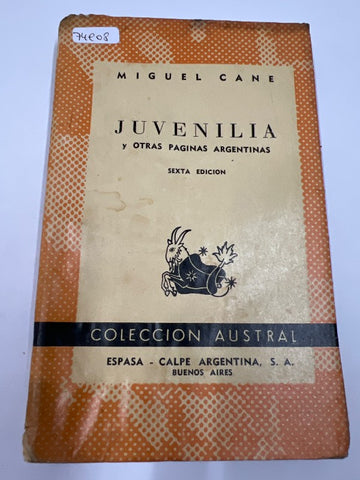 74e08
MIGUEL CANE
JUVENILIA
y OTRAS PAGINAS ARGENTINAS
SEXTA EDICION
COLECCION AUSTRAL
ESPASA - CALPE ARGENTINA, S. A.
BUENOS AIRES